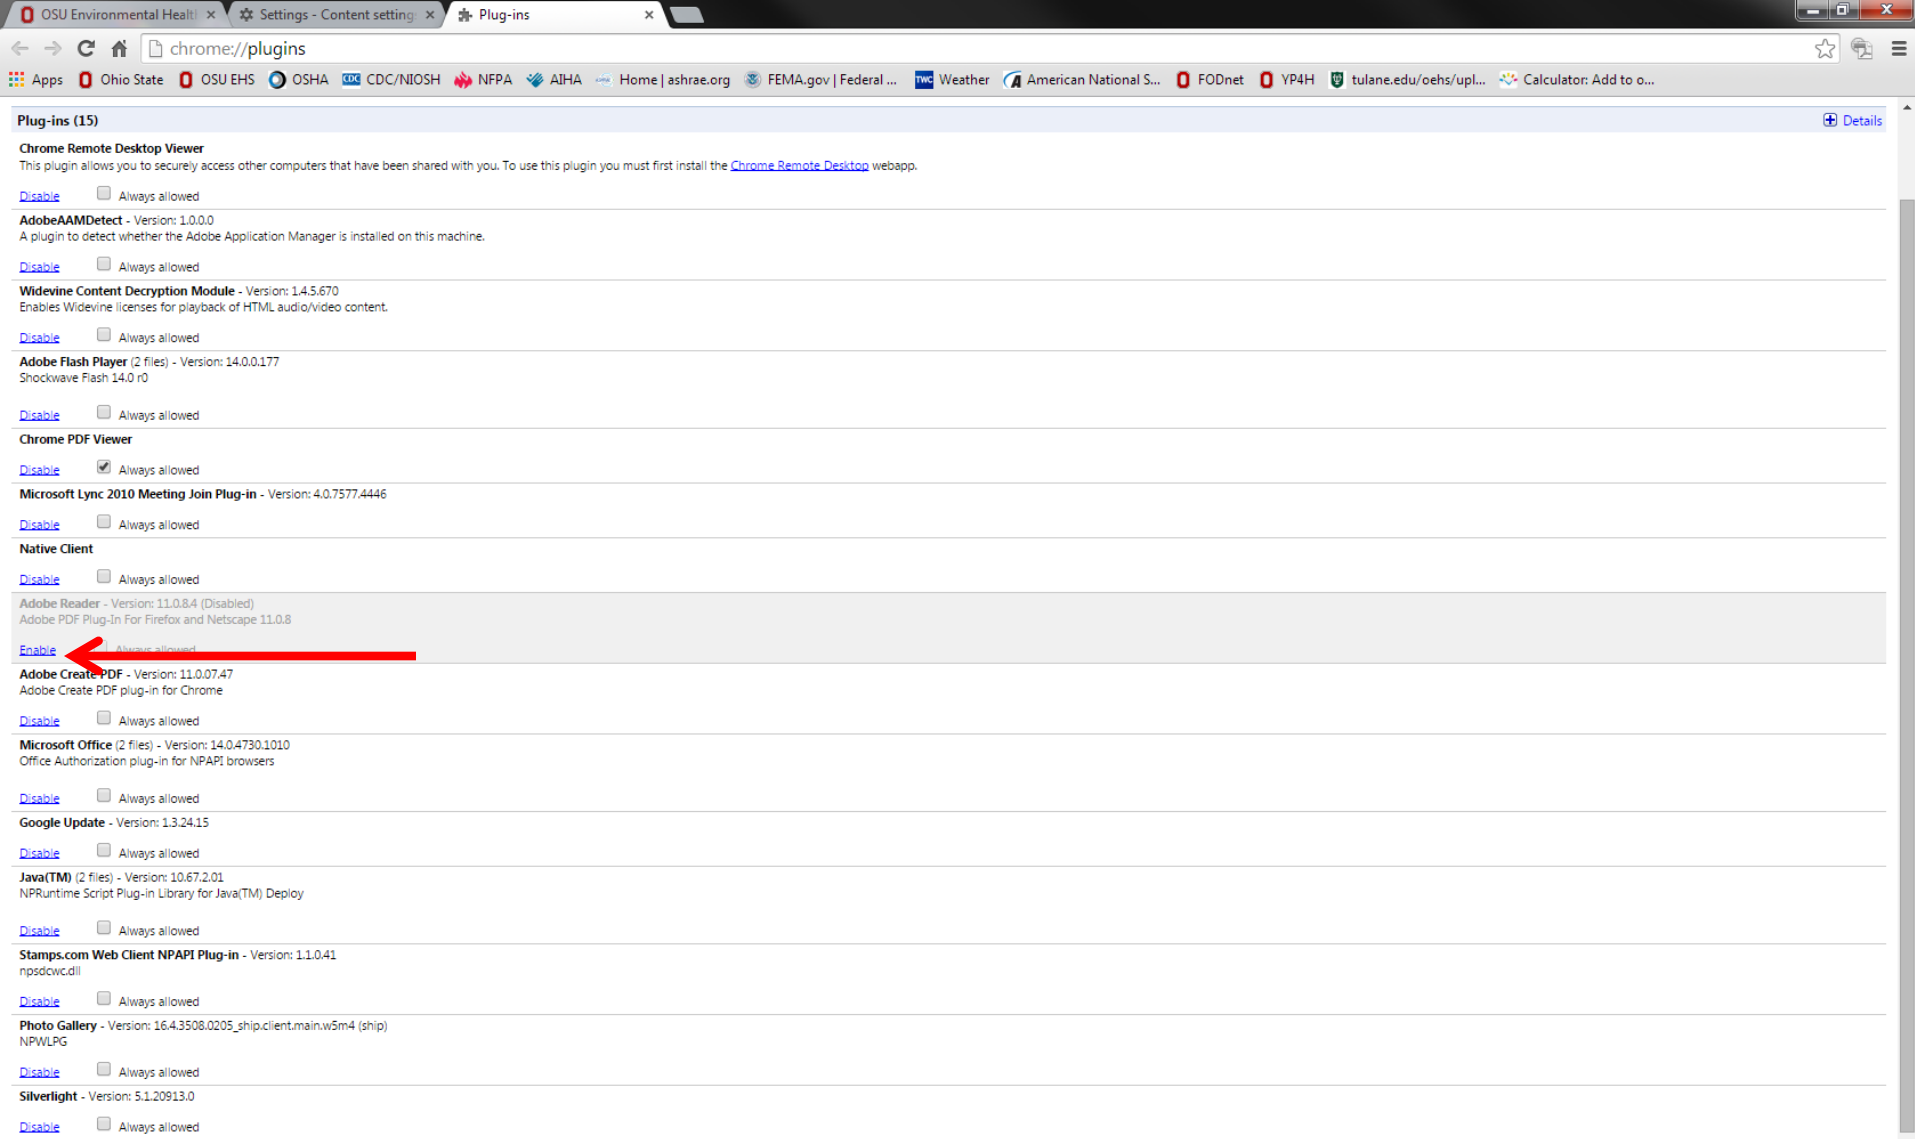 OSU Environmental Healt
Settings - Content setting
Plug-ins
chrome://plugins
Apps Ohio State OSU EHS OSHA CDC CDC/NIOSH NFPA AIHA Home | ashrae.org FEMA.gov | Federal ... TWC Weather American National S... FODnet YP4H tulane.edu/oehs/upl... Calculator: Add to o...
Plug-ins (15) Details
Chrome Remote Desktop Viewer
This plugin allows you to securely access other computers that have been shared with you. To use this plugin you must first install the Chrome Remote Desktop webapp.
Disable Always allowed
AdobeAAMDetect - Version: 1.0.0.0
A plugin to detect whether the Adobe Application Manager is installed on this machine.
Disable Always allowed
Widevine Content Decryption Module - Version: 1.4.5.670
Enables Widevine licenses for playback of HTML audio/video content.
Disable Always allowed
Adobe Flash Player (2 files) - Version: 14.0.0.177
Shockwave Flash 14.0 r0
Disable Always allowed
Chrome PDF Viewer
Disable Always allowed
Microsoft Lync 2010 Meeting Join Plug-in - Version: 4.0.7577.4446
Disable Always allowed
Native Client
Disable Always allowed
Adobe Reader - Version: 11.0.8.4 (Disabled)
Adobe PDF Plug-In For Firefox and Netscape 11.0.8
Enable Always allowed
Adobe Create PDF - Version: 11.0.07.47
Adobe Create PDF plug-in for Chrome
Disable Always allowed
Microsoft Office (2 files) - Version: 14.0.4730.1010
Office Authorization plug-in for NPAPI browsers
Disable Always allowed
Google Update - Version: 1.3.24.15
Disable Always allowed
Java(TM) (2 files) - Version: 10.67.2.01
NPRuntime Script Plug-in Library for Java(TM) Deploy
Disable Always allowed
Stamps.com Web Client NPAPI Plug-in - Version: 1.1.0.41
npsdcwc.dll
Disable Always allowed
Photo Gallery - Version: 16.4.3508.0205_ship.client.main.w5m4 (ship)
NPWLPG
Disable Always allowed
Silverlight - Version: 5.1.20913.0
Disable Always allowed